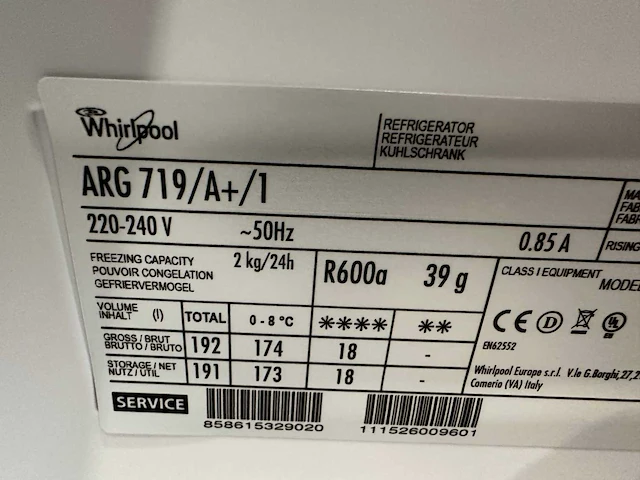 Whirlpool
REFRIGERATOR
REFRIGERATEUR
KUHLSCHRANK
ARG 719/A+/1
220-240 V ~50Hz 0.85 A RISING
FREEZING CAPACITY 2 kg/24h
POUVOIR CONGELATION
GEFRIERVERMOGEL
R600a 39 g
CLASS I EQUIPMENT
MODEL
VOLUME
INHALT (l) TOTAL 0 - 8 °C **** **
GROSS / BRUT
BRUTTO / BRUTO 192 174 18 -
STORAGE / NET
NUTZ / UTIL 191 173 18 -
CE D
EN62552
Whirlpool Europe s.r.l. V.le G.Borghi,27,2
Comerio (VA) Italy
SERVICE
858615329020 111526009601